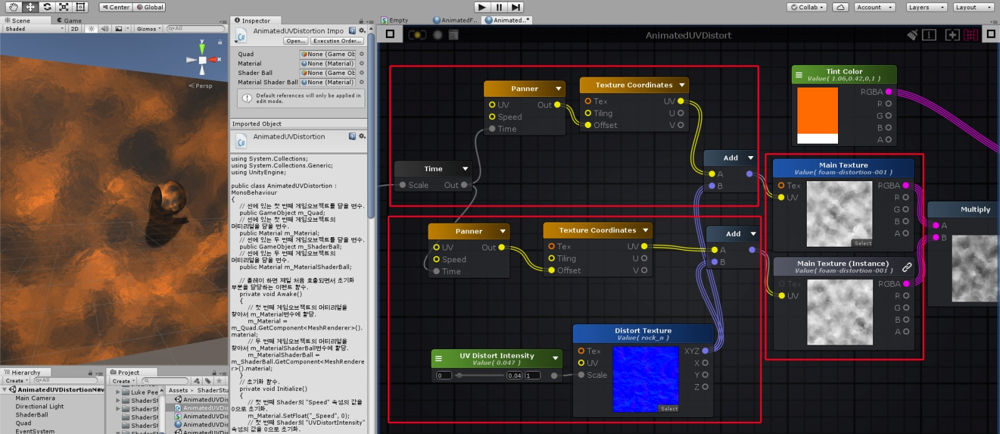 Center
Global
Collab
Account
Layers
Layout
Scene
Game
Shaded
2D
Gizmos
All
y
x
Persp
Inspector
AnimatedUVDistortion Impo
Open...
Execution Order...
Quad
None (Game Ob
Material
None (Material)
Shader Ball
None (Game Ob
Material Shader Ball
None (Material)
Default references will only be applied in
edit mode.
Imported Object
C#
AnimatedUVDistortion
using System.Collections;
using System.Collections.Generic;
using UnityEngine;
public class AnimatedUVDistortion :
MonoBehaviour
{
// 씬에 있는 첫 번째 게임오브젝트를 담을 변수.
public GameObject m_Quad;
// 씬에 있는 첫 번째 게임오브젝트의
머티리얼을 담을 변수.
public Material m_Material;
// 씬에 있는 두 번째 게임오브젝트를 담을 변수.
public GameObject m_ShaderBall;
// 씬에 있는 두 번째 게임오브젝트의
머티리얼을 담을 변수.
public Material m_MaterialShaderBall;
// 플레이 하면 제일 처음 호출되면서 초기화
부분을 담당하는 이벤트 함수.
private void Awake()
{
// 첫 번째 게임오브젝트의 머티리얼을
찾아서 m_Material변수에 할당.
m_Material =
m_Quad.GetComponent<MeshRenderer>().
material;
// 두 번째 게임오브젝트의 머티리얼을
찾아서 m_MaterialShaderBall변수에 할당.
m_MaterialShaderBall =
m_ShaderBall.GetComponent<MeshRendere
r>().material;
}
// 초기화 함수.
private void Initialize()
{
// 첫 번째 Shader의 "Speed" 속성의 값을
0으로 초기화.
m_Material.SetFloat("_Speed", 0);
// 첫 번째 Shader의 "UVDistortIntensity"
속성의 값을 0으로 초기화.
Hierarchy
Create
All
AnimatedUVDistortionNew
Main Camera
Directional Light
ShaderBall
Quad
EventSystem
Project
Create
Luke Pee
ShaderSt
ShaderSt
ShaderSt
ShaderSt
Assets
ShaderStu
AnimatedUVDis
AnimatedUVDis
AnimatedUVDis
AnimatedUVDis
AnimatedUVDis
Empty
AnimatedF..
Animated..*
AnimatedUVDistort
Panner
UV
Out
Speed
Time
Texture Coordinates
Tex
UV
Tiling
U
Offset
V
Time
Scale
Out
Add
A
B
Panner
UV
Out
Speed
Time
Texture Coordinates
Tex
UV
Tiling
U
Offset
V
Add
A
B
UV Distort Intensity
Value( 0.047 )
0
0.04
1
Distort Texture
Value( rock_n )
Tex
XYZ
UV
X
Scale
Y
Z
Select
Tint Color
Value( 1.06,0.42,0,1 )
RGBA
R
G
B
A
Main Texture
Value( foam-distortion-001 )
Tex
RGBA
UV
R
G
B
A
Select
Main Texture (Instance)
Value( foam-distortion-001 )
Tex
RGBA
UV
R
G
B
A
Multiply
A
B